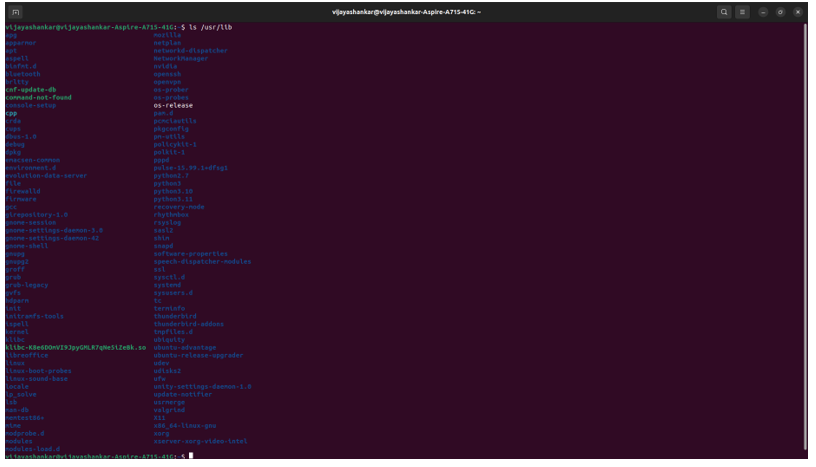 vijayashankar@vijayashankar-Aspire-A715-41G: ~
vijayashankar@vijayashankar-Aspire-A715-41G:~$ ls /usr/lib
apg mozilla
apparmor netplan
apt networkd-dispatcher
aspell NetworkManager
binfmt.d nvidia
bluetooth openssh
brltty openvpn
cnf-update-db os-prober
command-not-found os-probes
console-setup os-release
cpp pam.d
crda pcmciautils
cups pkgconfig
dbus-1.0 pm-utils
debug policykit-1
dpkg polkit-1
emacsen-common pppd
environment.d pulse-15.99.1+dfsg1
evolution-data-server python2.7
file python3
firewalld python3.10
firmware python3.11
gcc recovery-mode
girepository-1.0 rhythmbox
gnome-session rsyslog
gnome-settings-daemon-3.0 sasl2
gnome-settings-daemon-42 shim
gnome-shell snapd
gnupg software-properties
gnupg2 speech-dispatcher-modules
groff ssl
grub sysctl.d
grub-legacy systemd
gvfs sysusers.d
hdparm tc
init terminfo
initramfs-tools thunderbird
ispell thunderbird-addons
kernel tmpfiles.d
klibc ubiquity
ubuntu-advantage
libreoffice ubuntu-release-upgrader
linux udev
linux-boot-probes udisks2
linux-sound-base ufw
locale unity-settings-daemon-1.0
lp_solve update-notifier
lsb usrmerge
man-db valgrind
memtest86+ X11
mime x86_64-linux-gnu
modprobe.d xorg
modules xserver-xorg-video-intel
modules-load.d
vijayashankar@vijayashankar-Aspire-A715-41G:~$